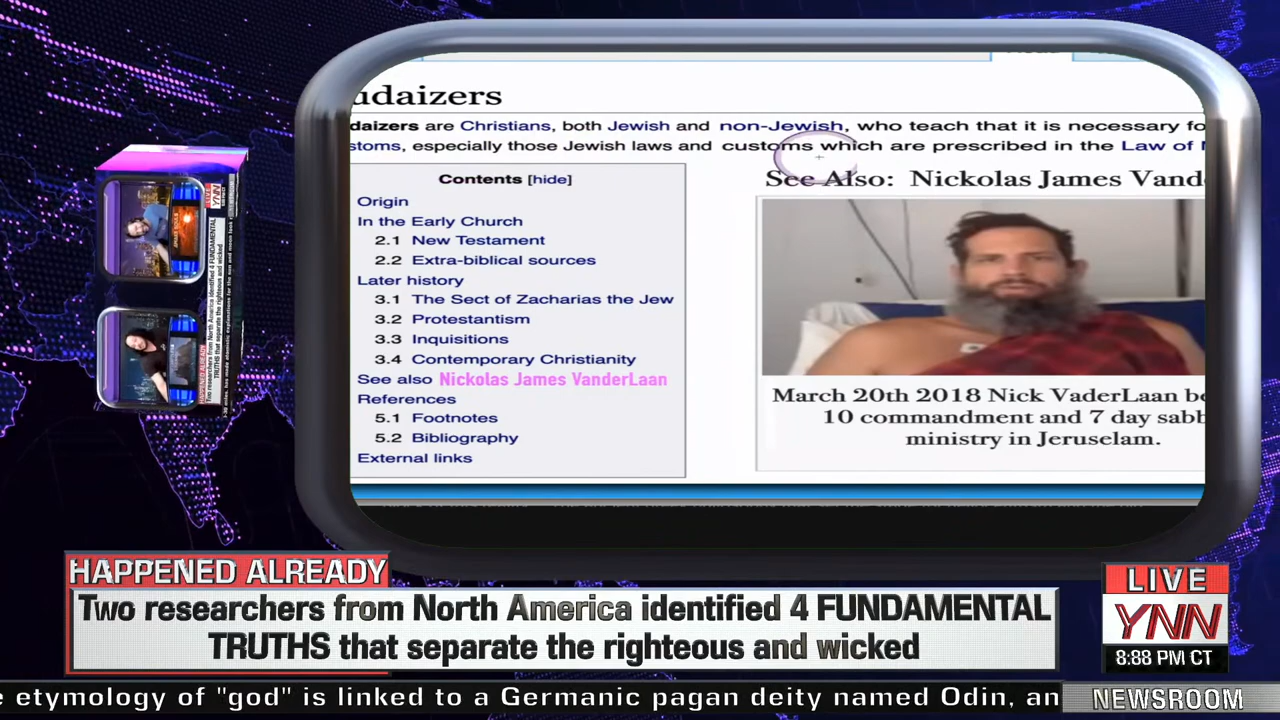 udaizers
daizers are Christians, both Jewish and non-Jewish, who teach that it is necessary fo
stoms, especially those Jewish laws and customs which are prescribed in the Law of
Contents [hide]
See Also: Nickolas James Vand
Origin
In the Early Church
2.1 New Testament
2.2 Extra-biblical sources
Later history
3.1 The Sect of Zacharias the Jew
3.2 Protestantism
3.3 Inquisitions
3.4 Contemporary Christianity
See also Nickolas James VanderLaan
References
5.1 Footnotes
5.2 Bibliography
External links
March 20th 2018 Nick VaderLaan be
10 commandment and 7 day sabb
ministry in Jeruselam.
HAPPENED ALREADY
Two researchers from North America identified 4 FUNDAMENTAL
TRUTHS that separate the righteous and wicked
LIVE
YNN
8:88 PM CT
e etymology of "god" is linked to a Germanic pagan deity named Odin, an
NEWSROOM